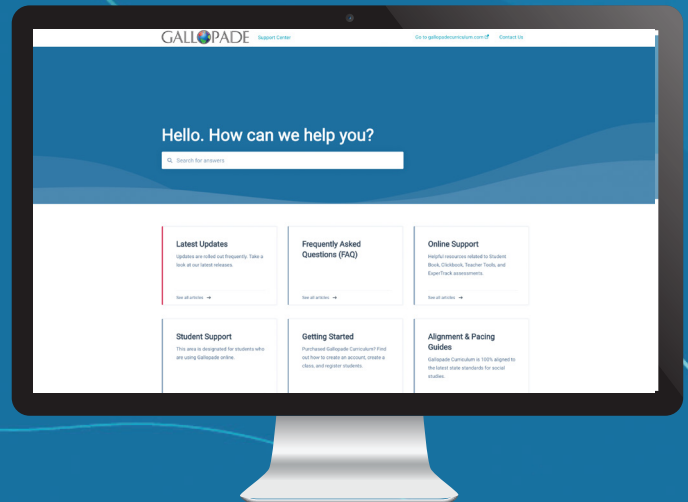 GALLOPADE Support Center Go to gallopadecurriculum.com Contact Us
Hello. How can we help you?
Search for answers
Latest Updates
Updates are rolled out frequently. Take a
look at our latest releases.
See all articles →
Frequently Asked
Questions (FAQ)
See all articles →
Online Support
Helpful resources related to Student
Book, Clickbook, Teacher Tools, and
ExperTrack assessments.
See all articles →
Student Support
This area is designated for students who
are using Gallopade online.
Getting Started
Purchased Gallopade Curriculum? Find
out how to create an account, create a
class, and register students.
Alignment & Pacing
Guides
Gallopade Curriculum is 100% aligned to
the latest state standards for social
studies.